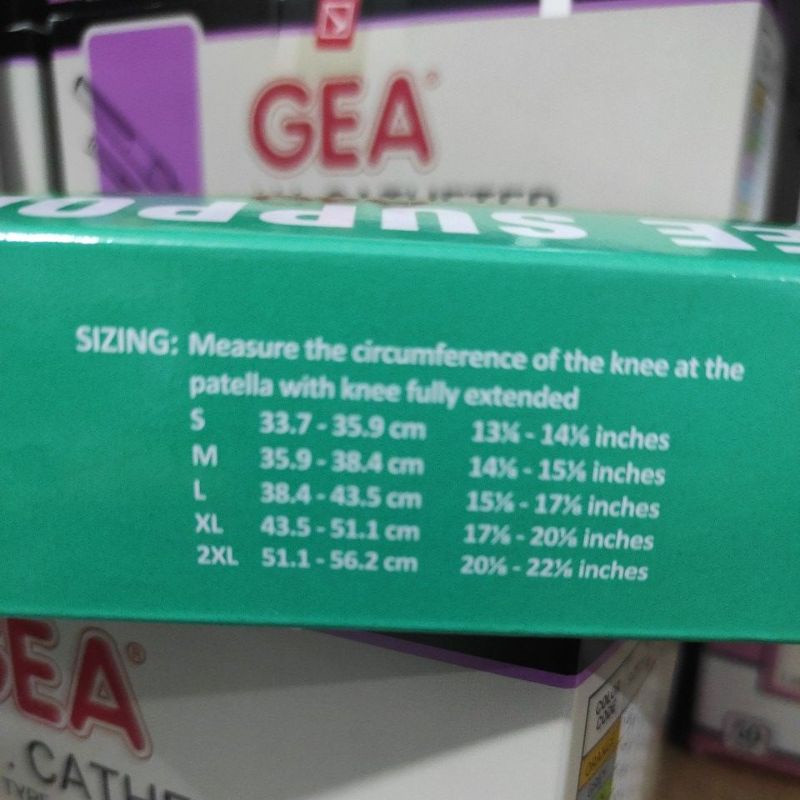 GEA
SUPPO
SIZING: Measure the circumference of the knee at the
patella with knee fully extended
S 33.7 - 35.9 cm 13¼ - 14⅛ inches
M 35.9 - 38.4 cm 14⅛ - 15⅛ inches
L 38.4 - 43.5 cm 15⅛ - 17⅛ inches
XL 43.5 - 51.1 cm 17⅛ - 20⅛ inches
2XL 51.1 - 56.2 cm 20⅛ - 22⅛ inches
GEA®
COLOR
CODE